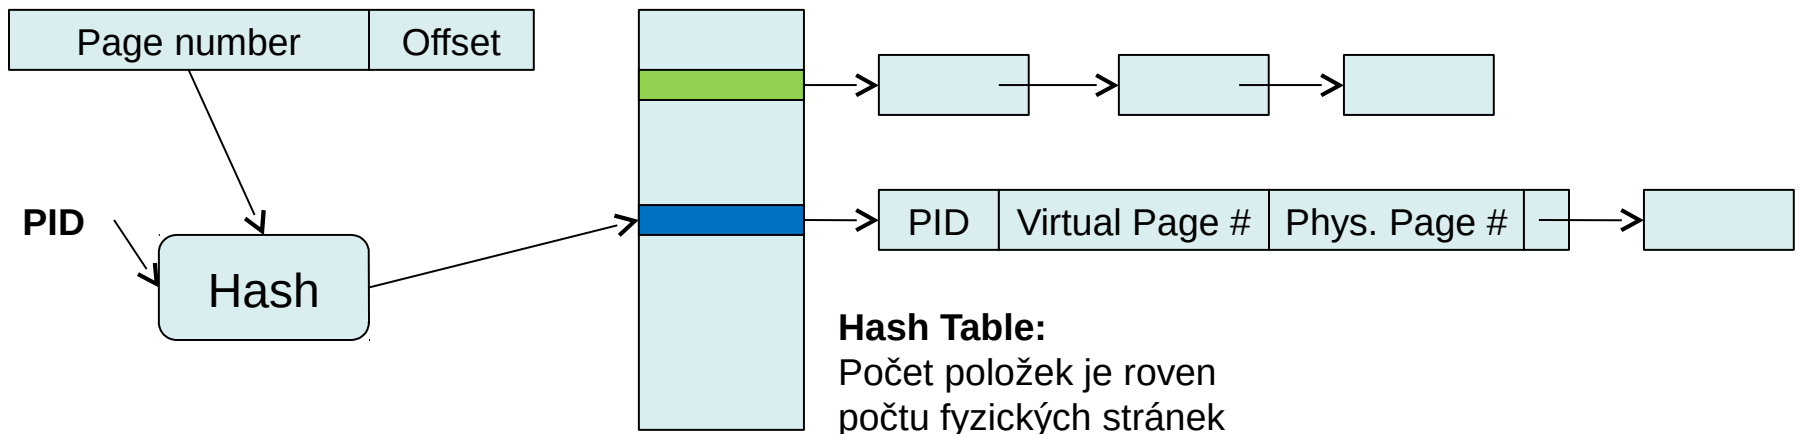 Page number Offset
PID
Hash
PID Virtual Page # Phys. Page #
Hash Table:
Počet položek je roven
počtu fyzických stránek